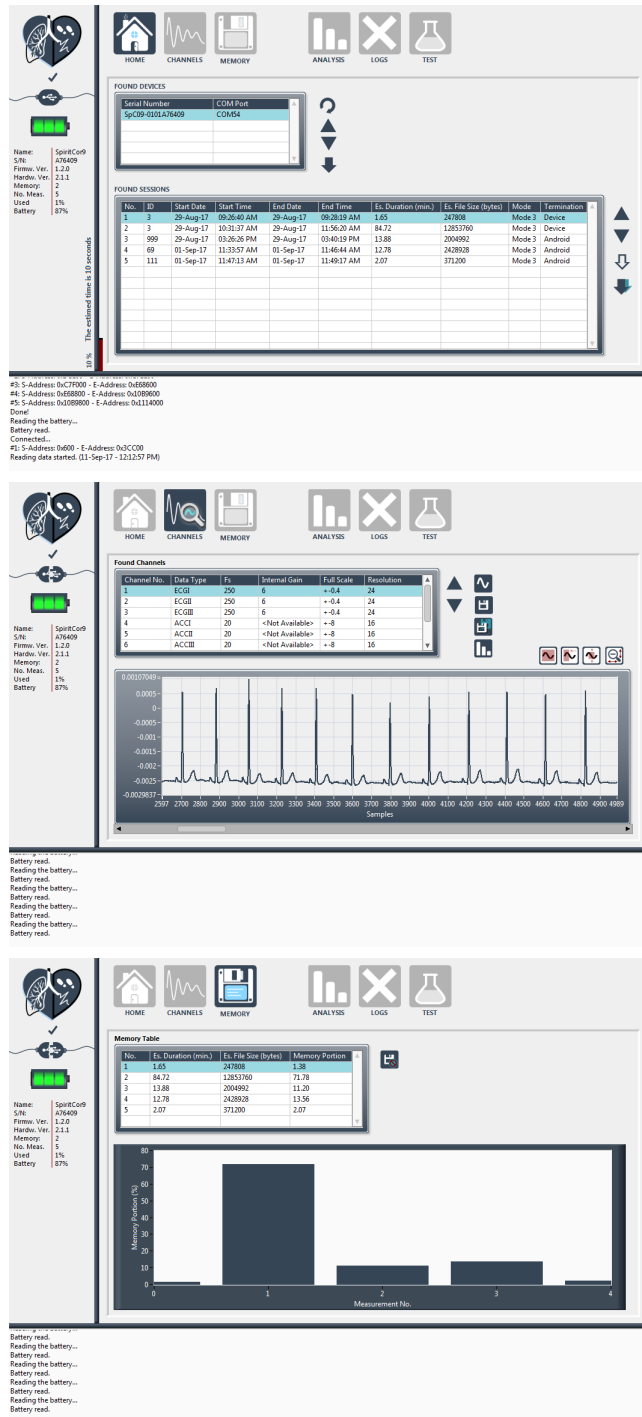 HOME CHANNELS MEMORY ANALYSIS LOGS TEST
FOUND DEVICES
Serial Number COM Port
SpC09-0101A76409 COM54
FOUND SESSIONS
No. ID Start Date Start Time End Date End Time Es. Duration (min.) Es. File Size (bytes) Mode Termination
1 3 29-Aug-17 09:26:40 AM 29-Aug-17 09:28:19 AM 1.65 247808 Mode 3 Device
2 3 29-Aug-17 10:31:37 AM 29-Aug-17 11:56:20 AM 84.72 12853760 Mode 3 Device
3 999 29-Aug-17 03:26:26 PM 29-Aug-17 03:40:19 PM 13.88 2004992 Mode 3 Android
4 69 01-Sep-17 11:33:57 AM 01-Sep-17 11:46:44 AM 12.78 2428928 Mode 3 Android
5 111 01-Sep-17 11:47:13 AM 01-Sep-17 11:49:17 AM 2.07 371200 Mode 3 Android
Name: SpiritCor9
S/N: A76409
Firmw. Ver. 1.2.0
Hardw. Ver. 2.1.1
Memory: 2
No. Meas. 5
Used 1%
Battery 87%
10 % The estimed time is 10 seconds
#3: S-Address: 0xC7F000 - E-Address: 0xE68600
#4: S-Address: 0xE68800 - E-Address: 0x10B9600
#5: S-Address: 0x10B9800 - E-Address: 0x1114000
Done!
Reading the battery...
Battery read.
Connected...
#1: S-Address: 0x600 - E-Address: 0x3CC00
Reading data started. (11-Sep-17 - 12:12:57 PM)
HOME CHANNELS MEMORY ANALYSIS LOGS TEST
Found Channels
Channel No. Data Type Fs Internal Gain Full Scale Resolution
1 ECGI 250 6 +-0.4 24
2 ECGII 250 6 +-0.4 24
3 ECGIII 250 6 +-0.4 24
4 ACCI 20 <Not Available> +-8 16
5 ACCII 20 <Not Available> +-8 16
6 ACCIII 20 <Not Available> +-8 16
Name: SpiritCor9
S/N: A76409
Firmw. Ver. 1.2.0
Hardw. Ver. 2.1.1
Memory: 2
No. Meas. 5
Used 1%
Battery 87%
0.00107049
0.0005
0
-0.0005
-0.001
-0.0015
-0.002
-0.0025
-0.0029837
2597 2700 2800 2900 3000 3100 3200 3300 3400 3500 3600 3700 3800 3900 4000 4100 4200 4300 4400 4500 4600 4700 4800 4900 4989
Samples
Battery read.
Reading the battery...
Battery read.
Reading the battery...
Battery read.
Reading the battery...
Battery read.
Reading the battery...
Battery read.
HOME CHANNELS MEMORY ANALYSIS LOGS TEST
Memory Table
No. Es. Duration (min.) Es. File Size (bytes) Memory Portion
1 1.65 247808 1.38
2 84.72 12853760 71.78
3 13.88 2004992 11.20
4 12.78 2428928 13.56
5 2.07 371200 2.07
Name: SpiritCor9
S/N: A76409
Firmw. Ver. 1.2.0
Hardw. Ver. 2.1.1
Memory: 2
No. Meas. 5
Used 1%
Battery 87%
Memory Portion (%)
80
70
60
50
40
30
20
10
0
0 1 2 3 4
Measurement No.
Battery read.
Reading the battery...
Battery read.
Reading the battery...
Battery read.
Reading the battery...
Battery read.
Reading the battery...
Battery read.